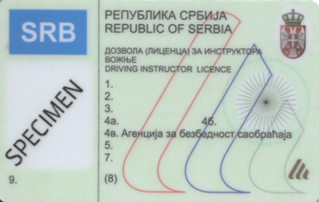 SRB
РЕПУБЛИКА СРБИЈА
REPUBLIC OF SERBIA
ДОЗВОЛА (ЛИЦЕНЦА) ЗА ИНСТРУКТОРА
ВОЖЊЕ
DRIVING INSTRUCTOR LICENCE
SPECIMEN
1.
2.
3.
4а. 4б.
4в. Агенција за безбедност саобраћаја
5.
7.
9. (8)